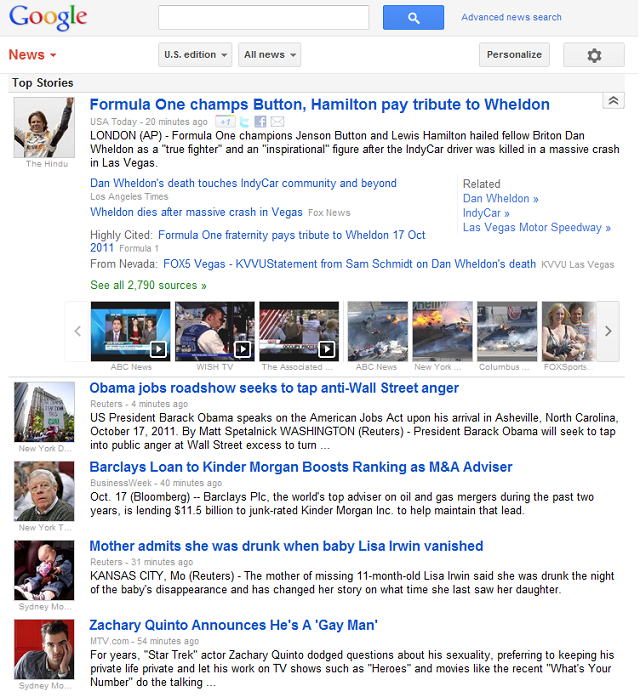 Google
Advanced news search
News
U.S. edition
All news
Personalize
Top Stories
Formula One champs Button, Hamilton pay tribute to Wheldon
USA Today - 20 minutes ago +1
LONDON (AP) - Formula One champions Jenson Button and Lewis Hamilton hailed fellow Briton Dan
Wheldon as a "true fighter" and an "inspirational" figure after the IndyCar driver was killed in a massive crash
in Las Vegas.
The Hindu
Dan Wheldon's death touches IndyCar community and beyond
Los Angeles Times
Wheldon dies after massive crash in Vegas Fox News
Highly Cited: Formula One fraternity pays tribute to Wheldon 17 Oct
2011 Formula 1
Related
Dan Wheldon »
IndyCar »
Las Vegas Motor Speedway »
From Nevada: FOX5 Vegas - KVVUStatement from Sam Schmidt on Dan Wheldon's death KVVU Las Vegas
See all 2,790 sources »
ABC News
WISH TV
The Associated ...
ABC News
New York ...
Columbus ...
FOXSports...
Obama jobs roadshow seeks to tap anti-Wall Street anger
Reuters - 4 minutes ago
US President Barack Obama speaks on the American Jobs Act upon his arrival in Asheville, North Carolina,
October 17, 2011. By Matt Spetalnick WASHINGTON (Reuters) - President Barack Obama will seek to tap
into public anger at Wall Street excess to turn ...
New York D...
Barclays Loan to Kinder Morgan Boosts Ranking as M&A Adviser
BusinessWeek - 40 minutes ago
Oct. 17 (Bloomberg) -- Barclays Plc, the world's top adviser on oil and gas mergers during the past two
years, is lending $11.5 billion to junk-rated Kinder Morgan Inc. to help maintain that lead.
New York T...
Mother admits she was drunk when baby Lisa Irwin vanished
Reuters - 31 minutes ago
KANSAS CITY, Mo (Reuters) - The mother of missing 11-month-old Lisa Irwin said she was drunk the night
of the baby's disappearance and has changed her story on what time she last saw her daughter.
Sydney Mo...
Zachary Quinto Announces He's A 'Gay Man'
MTV.com - 54 minutes ago
For years, "Star Trek" actor Zachary Quinto dodged questions about his sexuality, preferring to keeping his
private life private and let his work on TV shows such as "Heroes" and movies like the recent "What's Your
Number" do the talking ...
Sydney Mo...